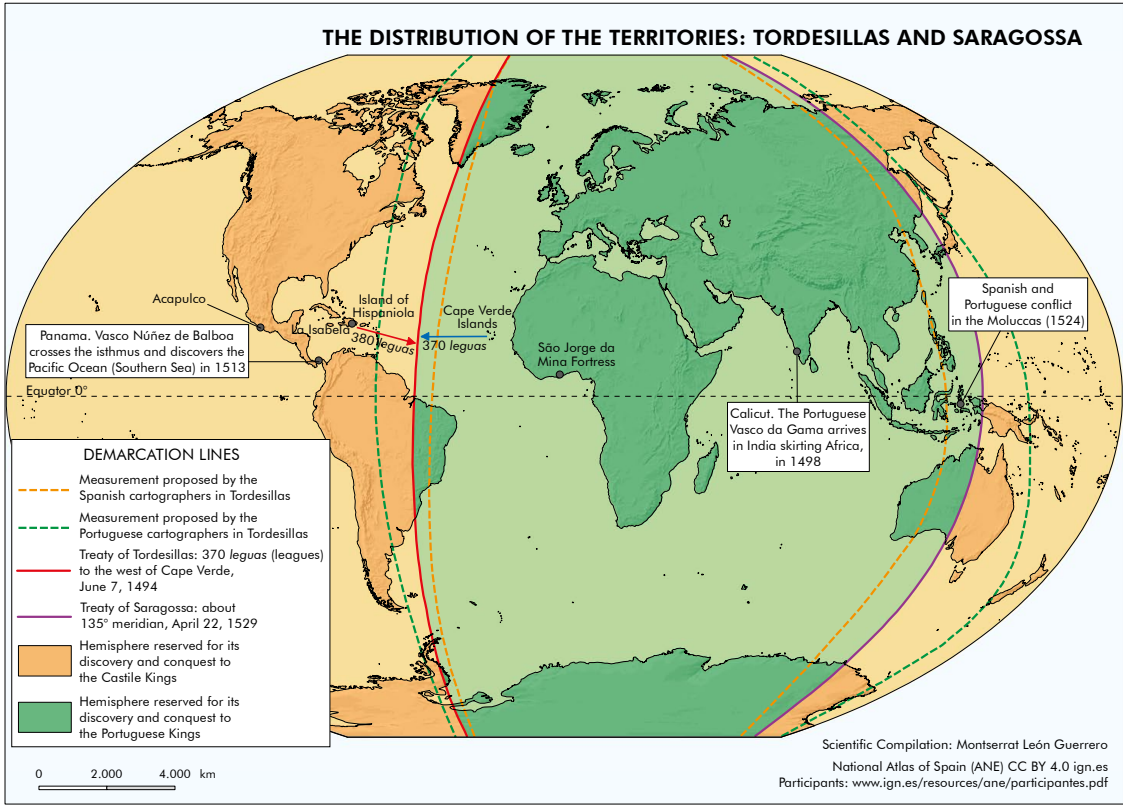 THE DISTRIBUTION OF THE TERRITORIES: TORDESILLAS AND SARAGOSSA
Acapulco
Island of
Hispaniola
La Isabela
380 leguas
Cape Verde
Islands
370 leguas
São Jorge da
Mina Fortress
Spanish and
Portuguese conflict
in the Moluccas (1524)
Panama. Vasco Núñez de Balboa
crosses the isthmus and discovers the
Pacific Ocean (Southern Sea) in 1513
Equator 0°
Calicut. The Portuguese
Vasco da Gama arrives
in India skirting Africa,
in 1498
DEMARCATION LINES
Measurement proposed by the
Spanish cartographers in Tordesillas
Measurement proposed by the
Portuguese cartographers in Tordesillas
Treaty of Tordesillas: 370 leguas (leagues)
to the west of Cape Verde,
June 7, 1494
Treaty of Saragossa: about
135° meridian, April 22, 1529
Hemisphere reserved for its
discovery and conquest to
the Castile Kings
Hemisphere reserved for its
discovery and conquest to
the Portuguese Kings
0 2.000 4.000 km
Scientific Compilation: Montserrat León Guerrero
National Atlas of Spain (ANE) CC BY 4.0 ign.es
Participants: www.ign.es/resources/ane/participantes.pdf